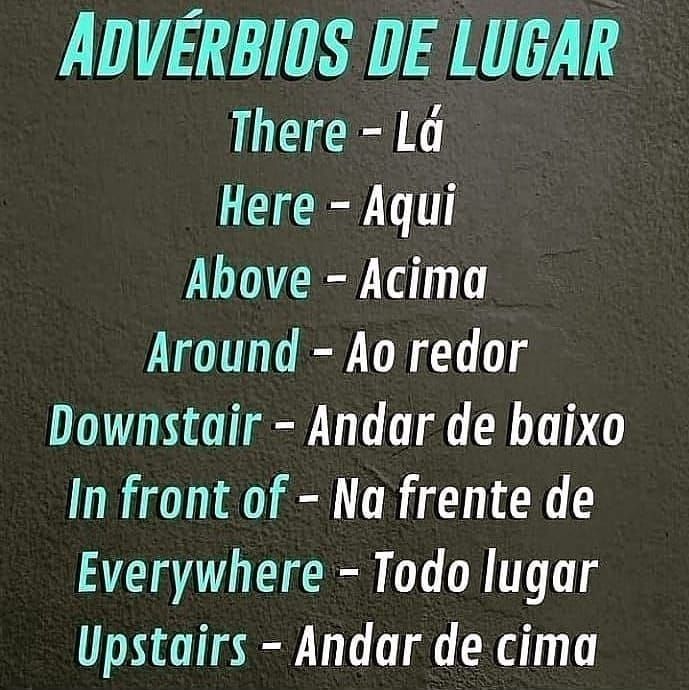 ADVÉRBIOS DE LUGAR
There - Lá
Here - Aqui
Above - Acima
Around - Ao redor
Downstair - Andar de baixo
In front of - Na frente de
Everywhere - Todo lugar
Upstairs - Andar de cima